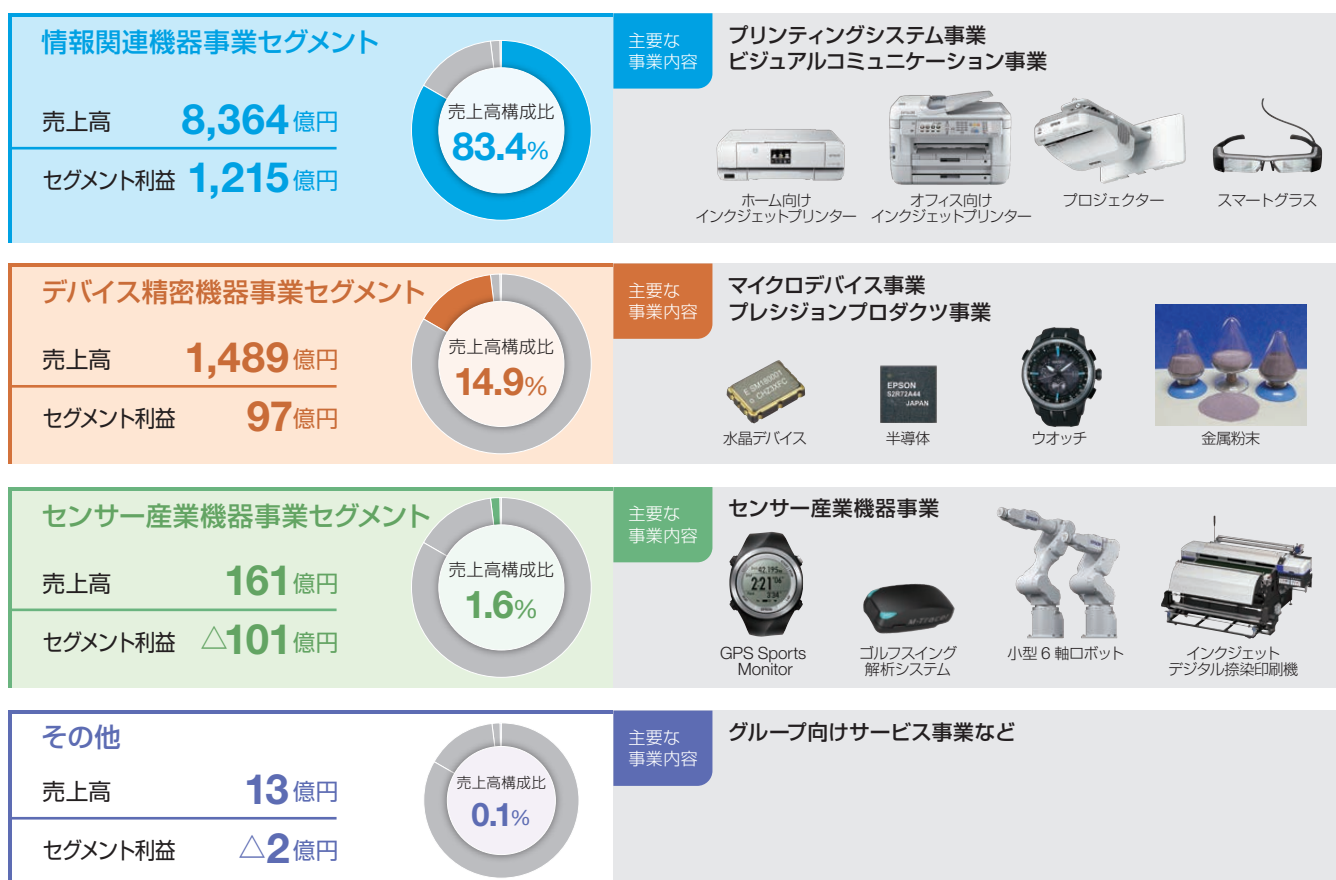 情報関連機器事業セグメント
売上高 8,364億円
セグメント利益 1,215億円
売上高構成比
83.4%
主要な
事業内容
プリンティングシステム事業
ビジュアルコミュニケーション事業
ホーム向け
インクジェットプリンター
オフィス向け
インクジェットプリンター
プロジェクター
スマートグラス
デバイス精密機器事業セグメント
売上高 1,489億円
セグメント利益 97億円
売上高構成比
14.9%
主要な
事業内容
マイクロデバイス事業
プレシジョンプロダクツ事業
E SM180001
CHZ3XFC
水晶デバイス
EPSON
S2R72A44
JAPAN
半導体
ウオッチ
金属粉末
センサー産業機器事業セグメント
売上高 161億円
セグメント利益 △101億円
売上高構成比
1.6%
主要な
事業内容
センサー産業機器事業
42.195
2:21'06"
3'34"
GPS Sports
Monitor
M-TRACER
ゴルフスイング
解析システム
小型6軸ロボット
インクジェット
デジタル捺染印刷機
その他
売上高 13億円
セグメント利益 △2億円
売上高構成比
0.1%
主要な
事業内容
グループ向けサービス事業など